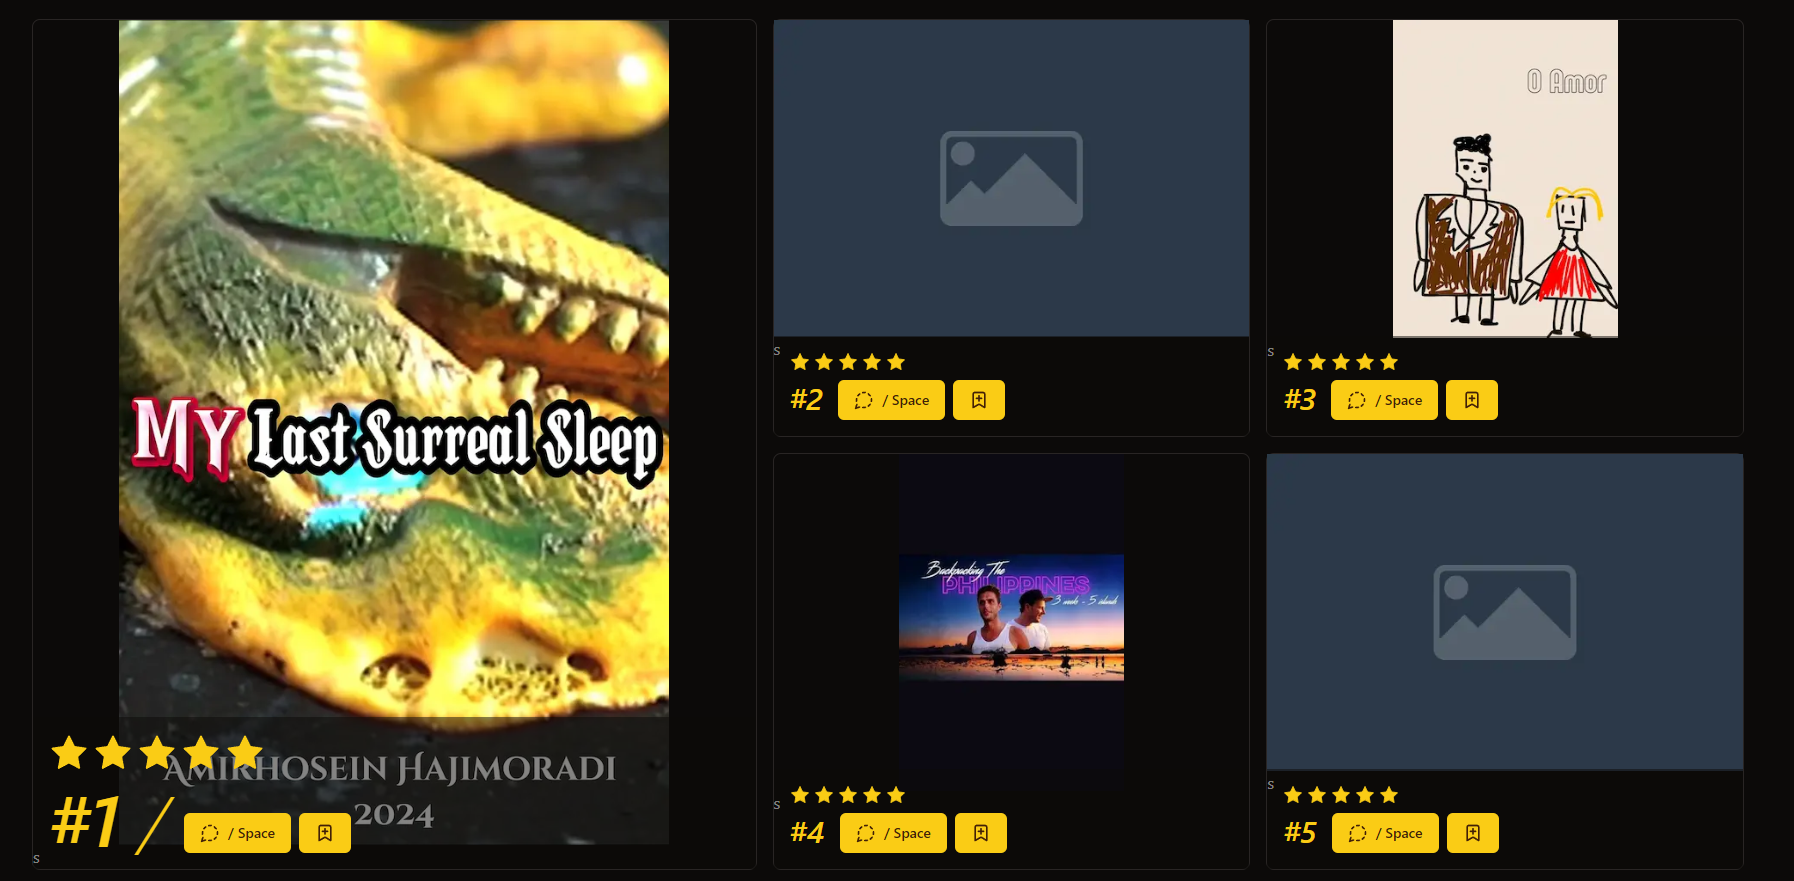 MY Last Surreal Sleep
AMIRHOSEIN HAJIMORADI
2024
#1 /
/ Space
s
s
#2
/ Space
O Amor
s
#3
/ Space
Backpacking The
PHILIPPINES
3 weeks - 5 islands
s
#4
/ Space
s
#5
/ Space